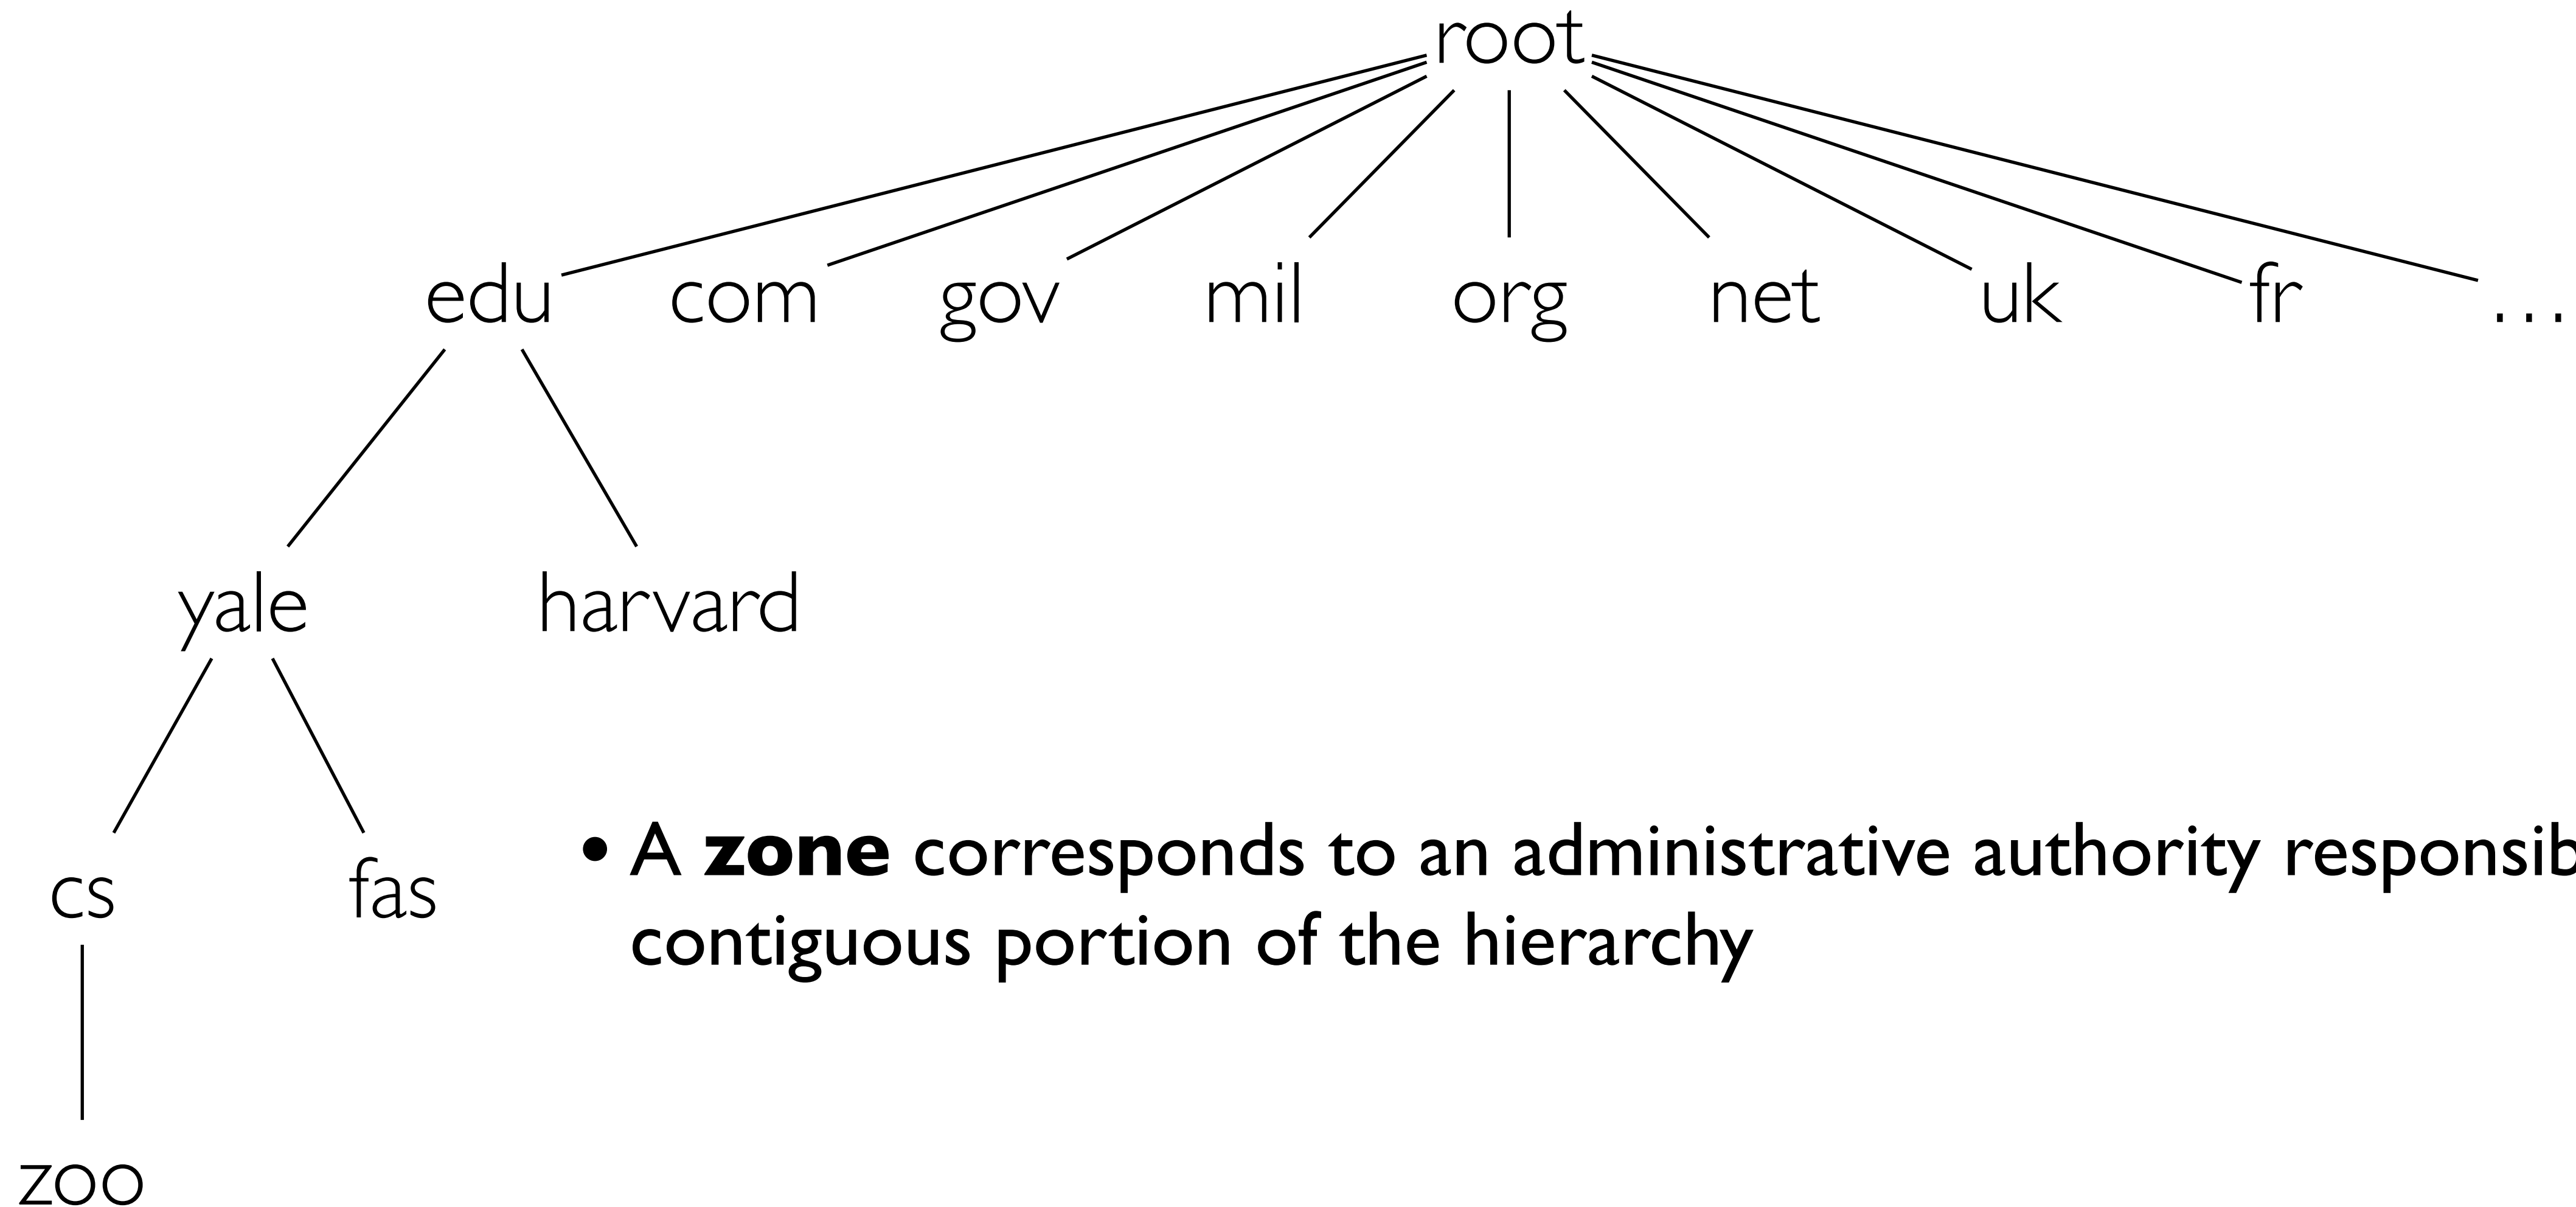 root
edu com gov mil org net uk fr ...
yale harvard
cs fas
• A zone corresponds to an administrative authority
contiguous portion of the hierarchy
zoo